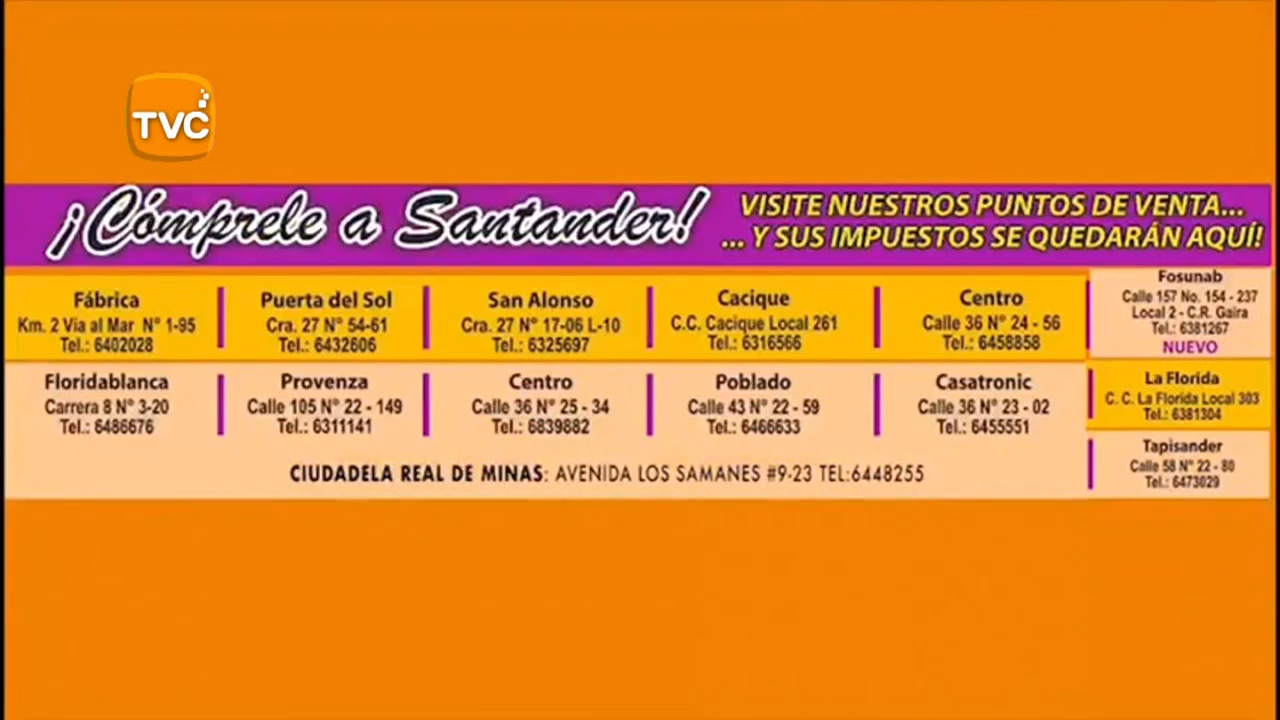 TVC
¡Cómprele a Santander!
VISITE NUESTROS PUNTOS DE VENTA...
... Y SUS IMPUESTOS SE QUEDARÁN AQUÍ!
Fábrica
Km. 2 Via al Mar N° 1-95
Tel.: 6402028
Puerta del Sol
Cra. 27 N° 54-61
Tel.: 6432606
San Alonso
Cra. 27 N° 17-06 L-10
Tel.: 6325697
Cacique
C.C. Cacique Local 261
Tel.: 6316566
Centro
Calle 36 N° 24 - 56
Tel.: 6458858
Fosunab
Calle 157 No. 154 - 237
Local 2 - C.R. Gaira
Tel.: 6381267
NUEVO
Floridablanca
Carrera 8 N° 3-20
Tel.: 6486676
Provenza
Calle 105 N° 22 - 149
Tel.: 6311141
Centro
Calle 36 N° 25 - 34
Tel.: 6839882
Poblado
Calle 43 N° 22 - 59
Tel.: 6466633
Casatronic
Calle 36 N° 23 - 02
Tel.: 6455551
La Florida
C. C. La Florida Local 303
Tel.: 6381304
Tapisander
Calle 58 N° 22 - 80
Tel.: 6473029
CIUDADELA REAL DE MINAS: AVENIDA LOS SAMANES #9-23 TEL:6448255